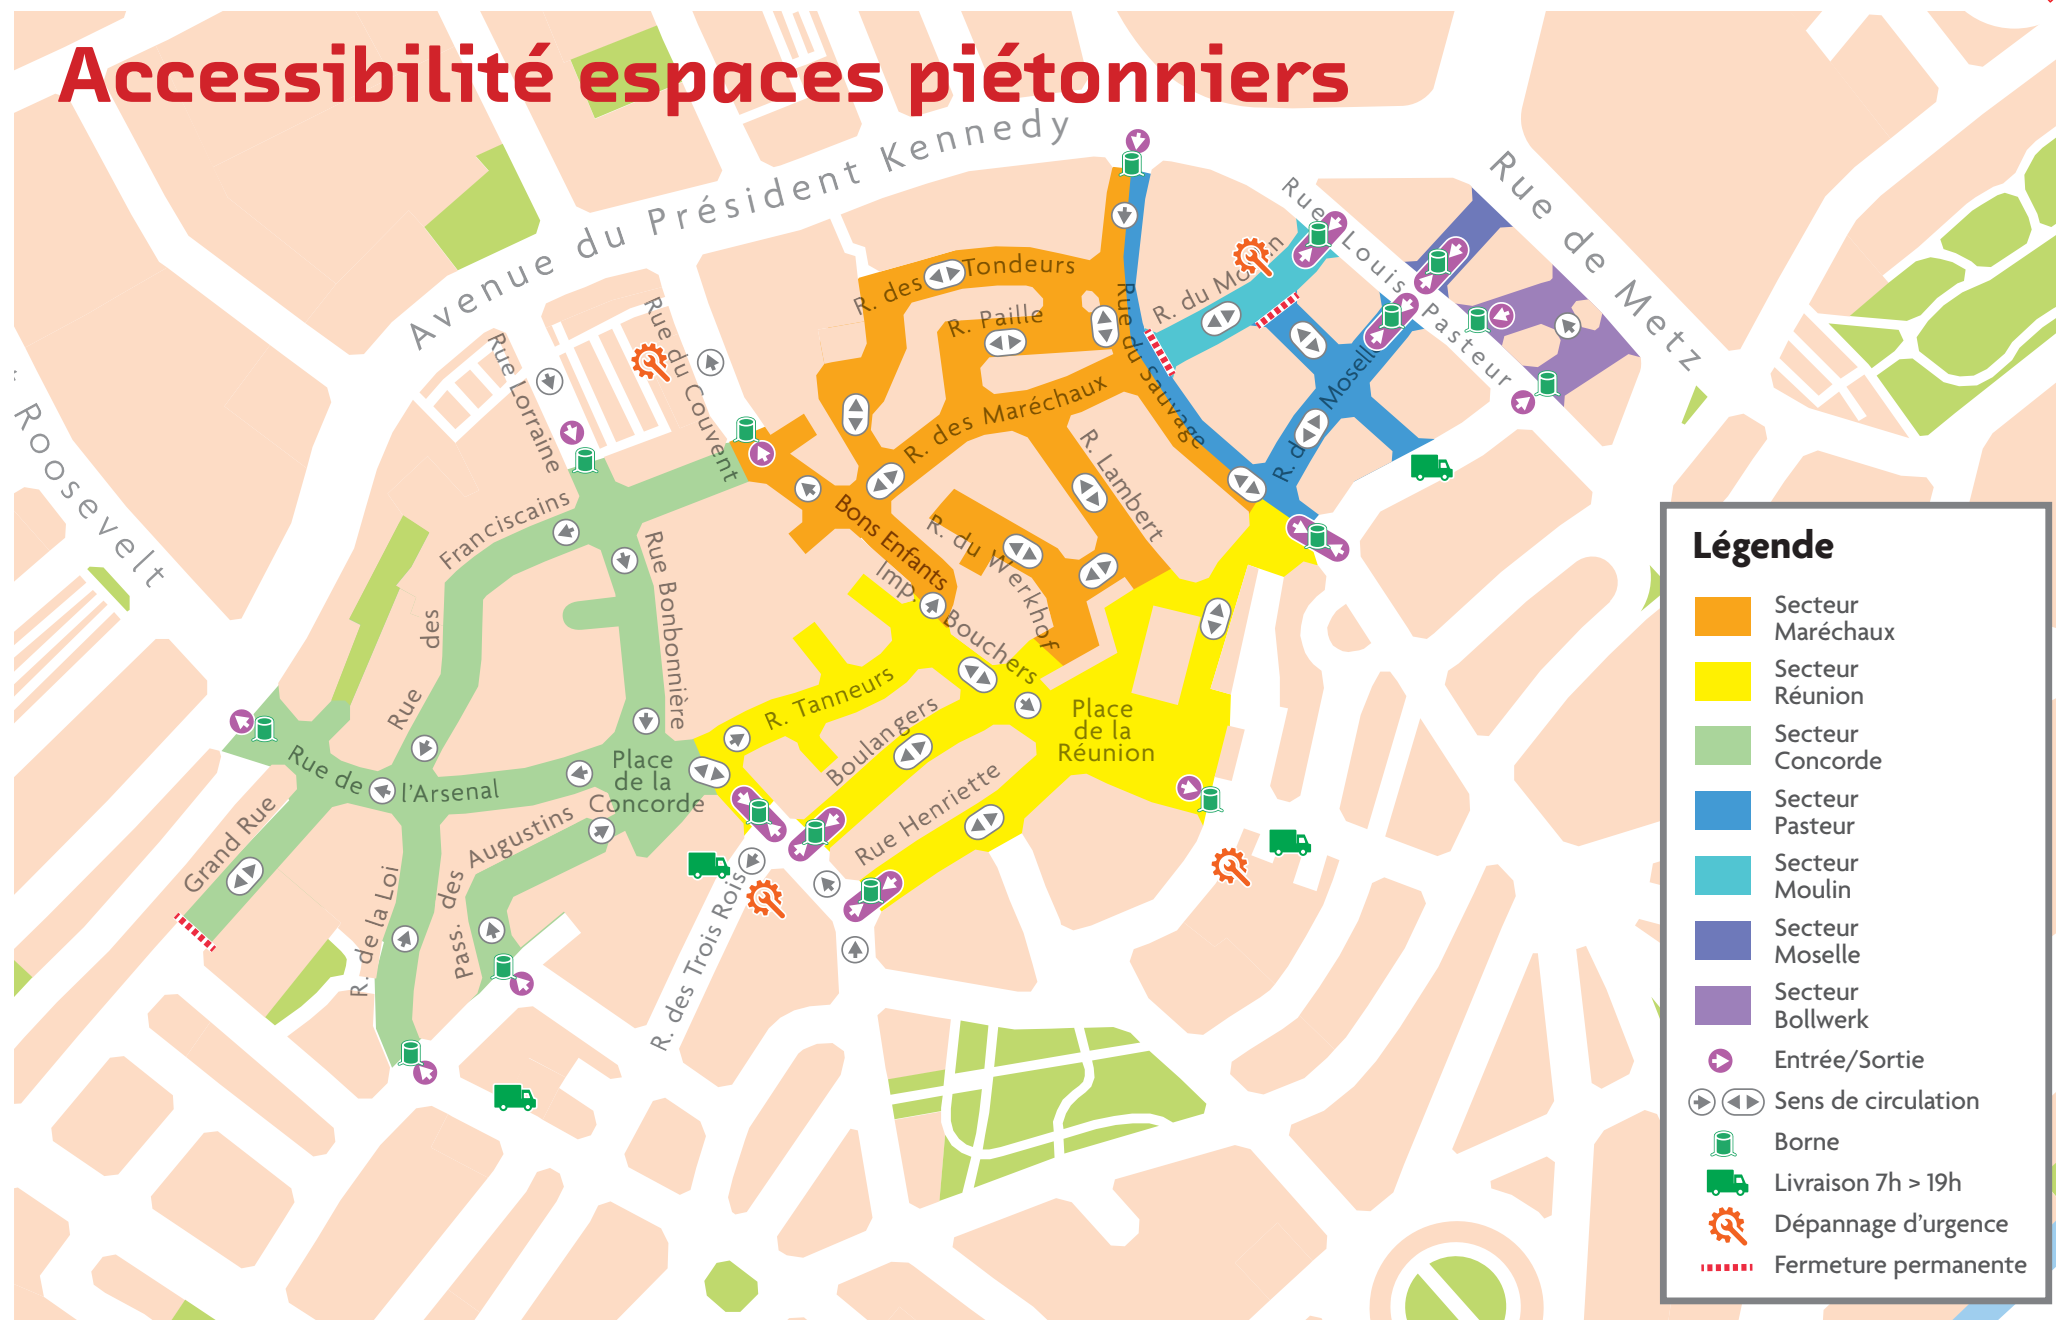 Accessibilité espaces piétonniers
Avenue du Président Kennedy
Rue de Metz
Roosevelt
Rue Louis Pasteur
R. des Tondeurs
R. Paille
Rue du Sauvage
R. du
R. des Maréchaux
Moselle
R. d
R. Lambert
Rue Lorraine
Rue du Couvent
Bons Enfants
R. du Werkhof
Imp. Bouchers
Rue des Franciscains
Rue Bonbonnière
R. Tanneurs
Boulangers
Rue Henriette
Place
de la
Réunion
Place
de la
Concorde
Rue de l'Arsenal
Grand Rue
R. de la Loi
Pass. des Augustins
R. des Trois Rois
Légende
Secteur
Maréchaux
Secteur
Réunion
Secteur
Concorde
Secteur
Pasteur
Secteur
Moulin
Secteur
Moselle
Secteur
Bollwerk
Entrée/Sortie
Sens de circulation
Borne
Livraison 7h > 19h
Dépannage d'urgence
Fermeture permanente